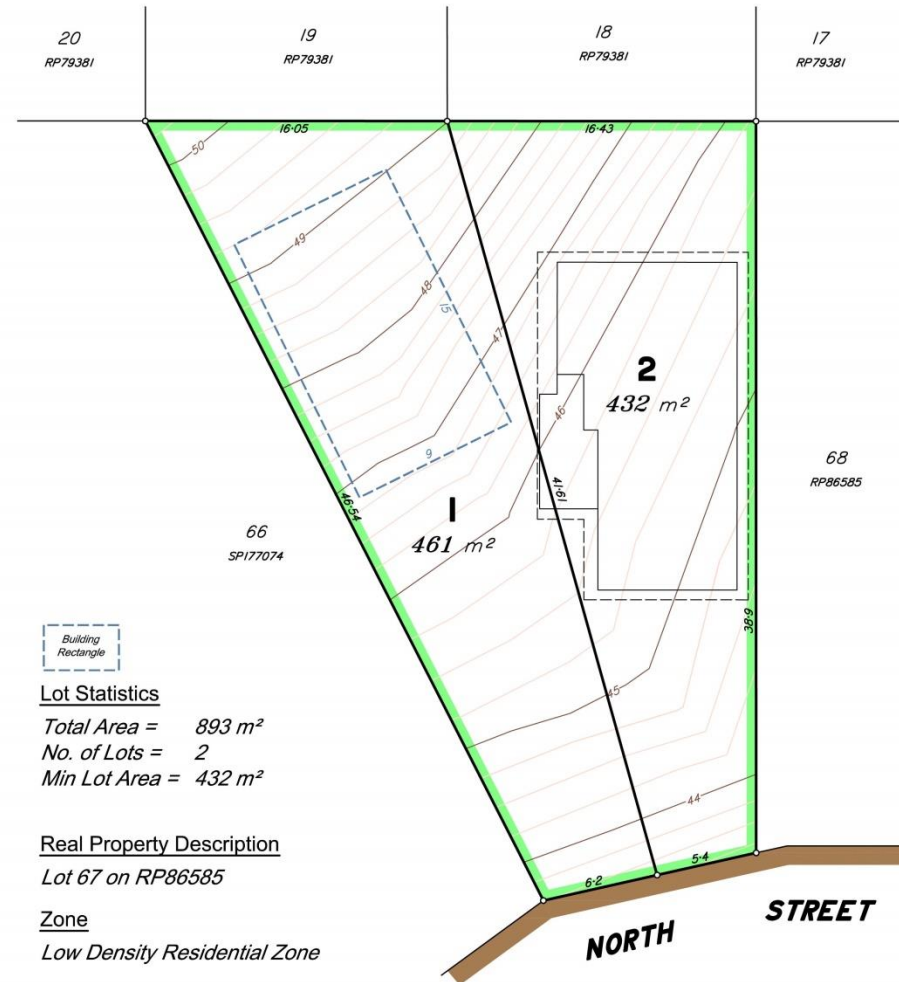 20
RP79381
19
RP79381
18
RP79381
17
RP79381
16·05
16·43
50
49
48
15
47
46
2
432 m²
9
41·61
68
RP86585
46·54
1
461 m²
66
SP177074
38·9
Building
Rectangle
Lot Statistics
Total Area = 893 m²
No. of Lots = 2
Min Lot Area = 432 m²
45
44
Real Property Description
Lot 67 on RP86585
6·2
5·4
Zone
Low Density Residential Zone
NORTH STREET